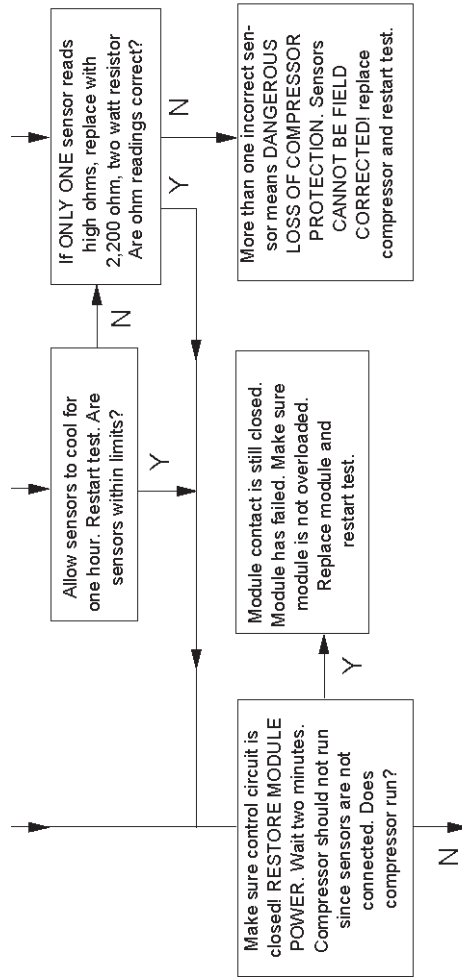 Allow sensors to cool for
one hour. Restart test. Are
sensors within limits?
N
Y
If ONLY ONE sensor reads
high ohms, replace with
2,200 ohm, two watt resistor
Are ohm readings correct?
Y
N
Make sure control circuit is
closed! RESTORE MODULE
POWER. Wait two minutes.
Compressor should not run
since sensors are not
connected. Does
compressor run?
Y
N
Module contact is still closed.
Module has failed. Make sure
module is not overloaded.
Replace module and
restart test.
More than one incorrect sen-
sor means DANGEROUS
LOSS OF COMPRESSOR
PROTECTION. Sensors
CANNOT BE FIELD
CORRECTED! replace
compressor and restart test.